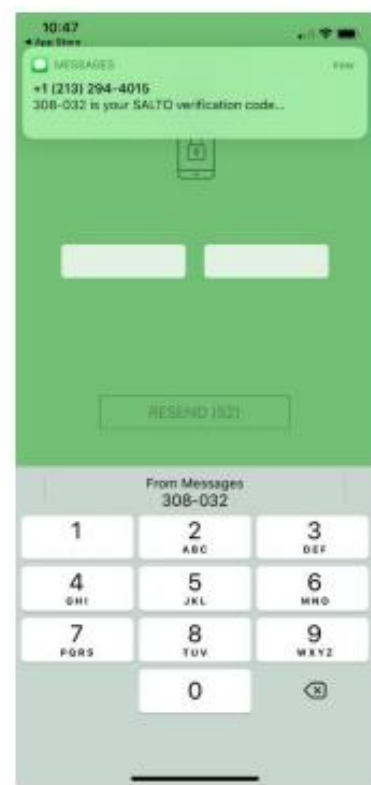 10:47
◂ App Store
MESSAGES
now
+1 (213) 294-4015
308-032 is your SALTO verification code...
RESEND (52)
From Messages
308-032
1
2
ABC
3
DEF
4
GHI
5
JKL
6
MNO
7
PQRS
8
TUV
9
WXYZ
0